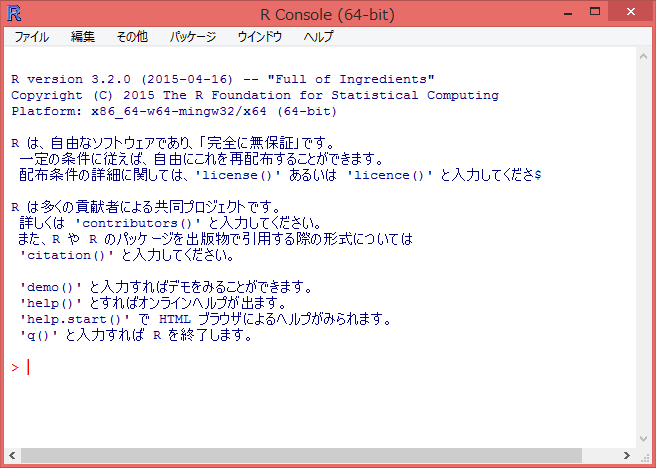 R Console (64-bit)
ファイル 編集 その他 パッケージ ウインドウ ヘルプ
R version 3.2.0 (2015-04-16) -- "Full of Ingredients"
Copyright (C) 2015 The R Foundation for Statistical Computing
Platform: x86_64-w64-mingw32/x64 (64-bit)
R は、自由なソフトウェアであり、「完全に無保証」です。
一定の条件に従えば、自由にこれを再配布することができます。
配布条件の詳細に関しては、'license()' あるいは 'licence()' と入力してくださ$
R は多くの貢献者による共同プロジェクトです。
詳しくは 'contributors()' と入力してください。
また、R や R のパッケージを出版物で引用する際の形式については
'citation()' と入力してください。
'demo()' と入力すればデモをみることができます。
'help()' とすればオンラインヘルプが出ます。
'help.start()' で HTML ブラウザによるヘルプがみられます。
'q()' と入力すれば R を終了します。
>